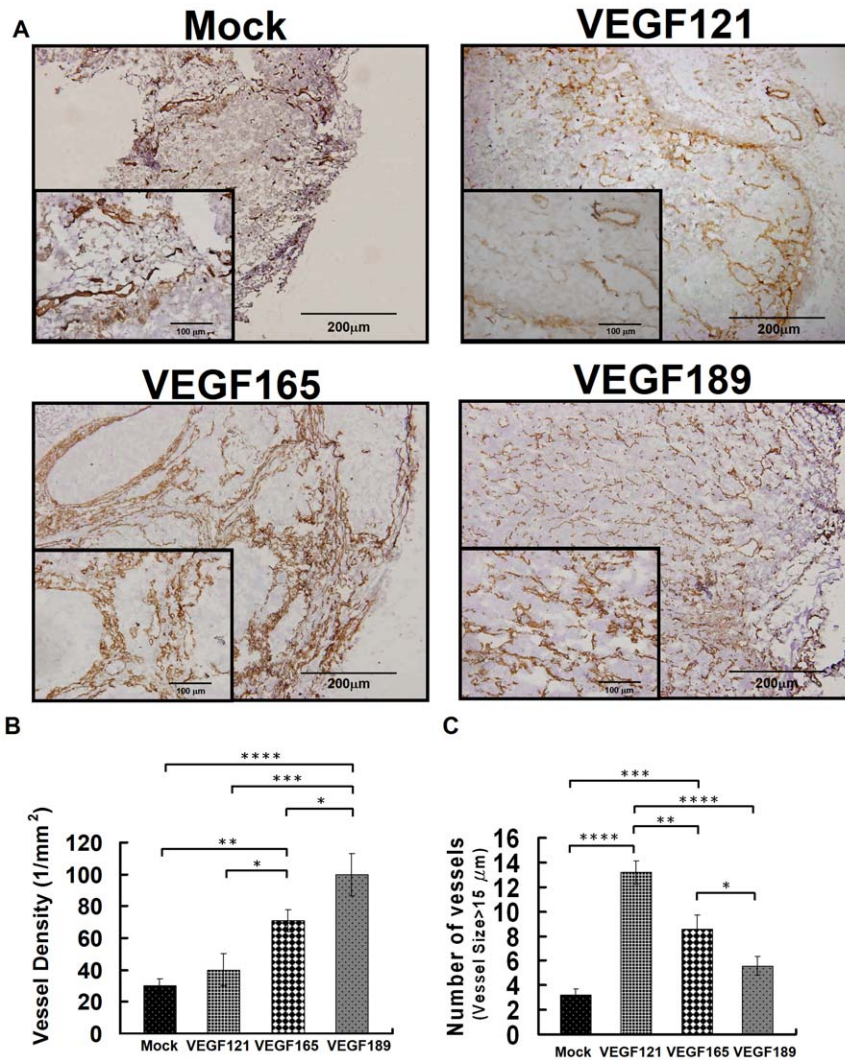 A
Mock
VEGF121
100 µm
200µm
100 µm
200µm
VEGF165
VEGF189
100 µm
200µm
100 µm
200µm
B
C
****
***
*
**
*
Vessel Density (1/mm²)
120
100
80
60
40
20
0
Mock
VEGF121
VEGF165
VEGF189
***
****
****
**
*
Number of vessels
(Vessel Size>15 µm)
16
14
12
10
8
6
4
2
0
Mock
VEGF121
VEGF165
VEGF189